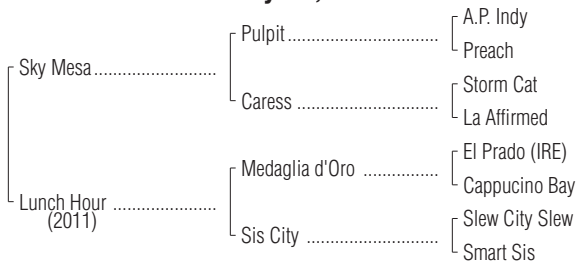 A.P. Indy
Pulpit
Preach
Sky Mesa
Storm Cat
Caress
La Affirmed
El Prado (IRE)
Medaglia d'Oro
Cappucino Bay
Lunch Hour
(2011)
Slew City Slew
Sis City
Smart Sis